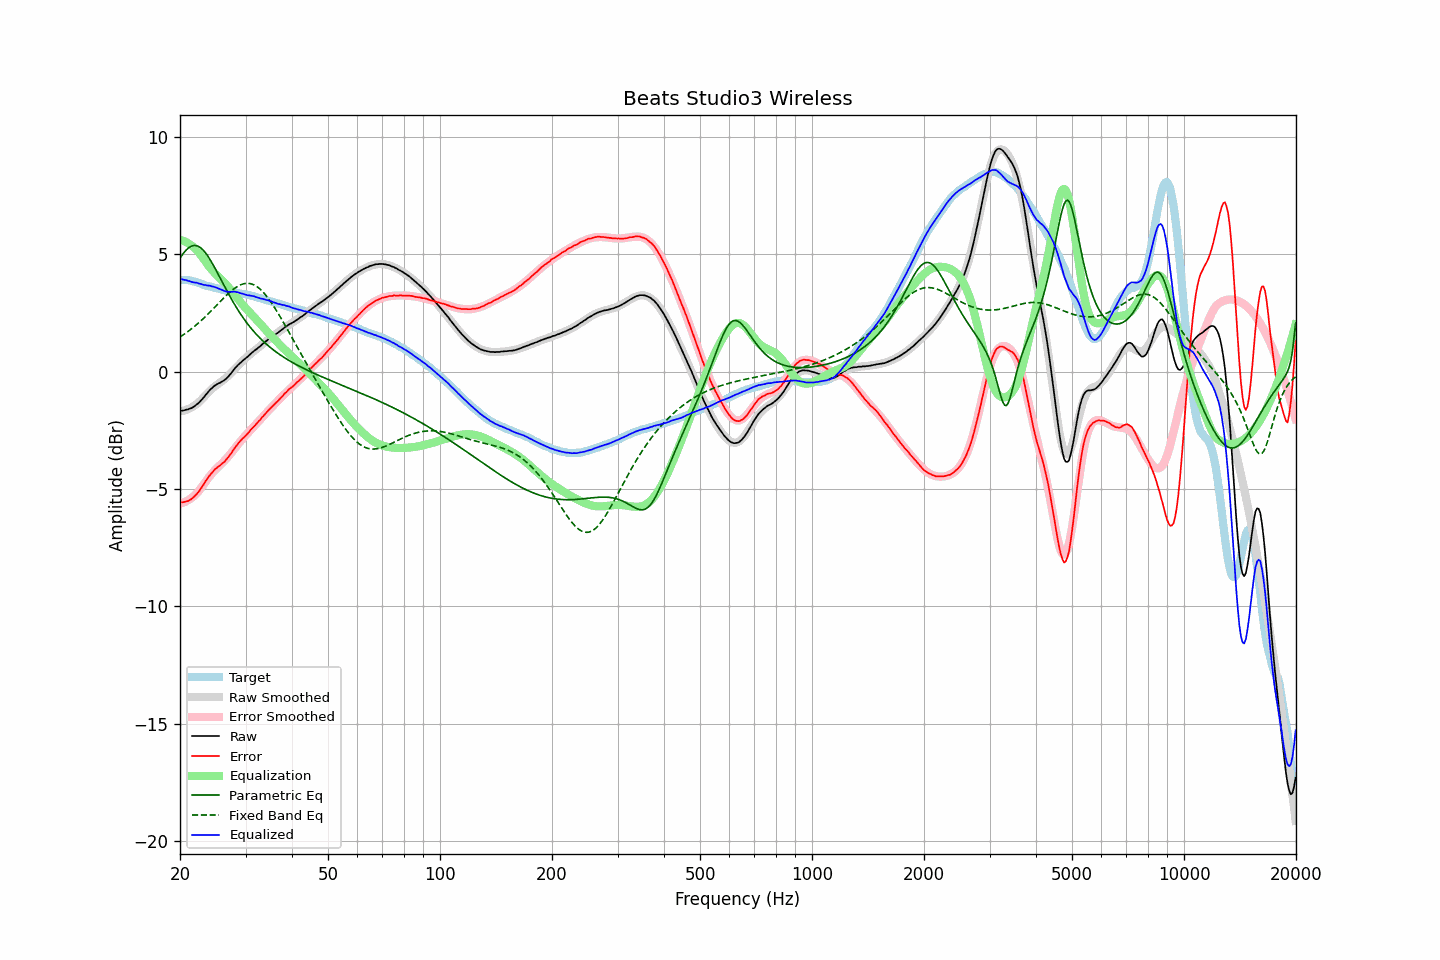 Beats Studio3 Wireless
Amplitude (dBr)
10
5
0
−5
−10
−15
−20
Target
Raw Smoothed
Error Smoothed
Raw
Error
Equalization
Parametric Eq
Fixed Band Eq
Equalized
20 50 100 200 500 1000 2000 5000 10000 20000
Frequency (Hz)